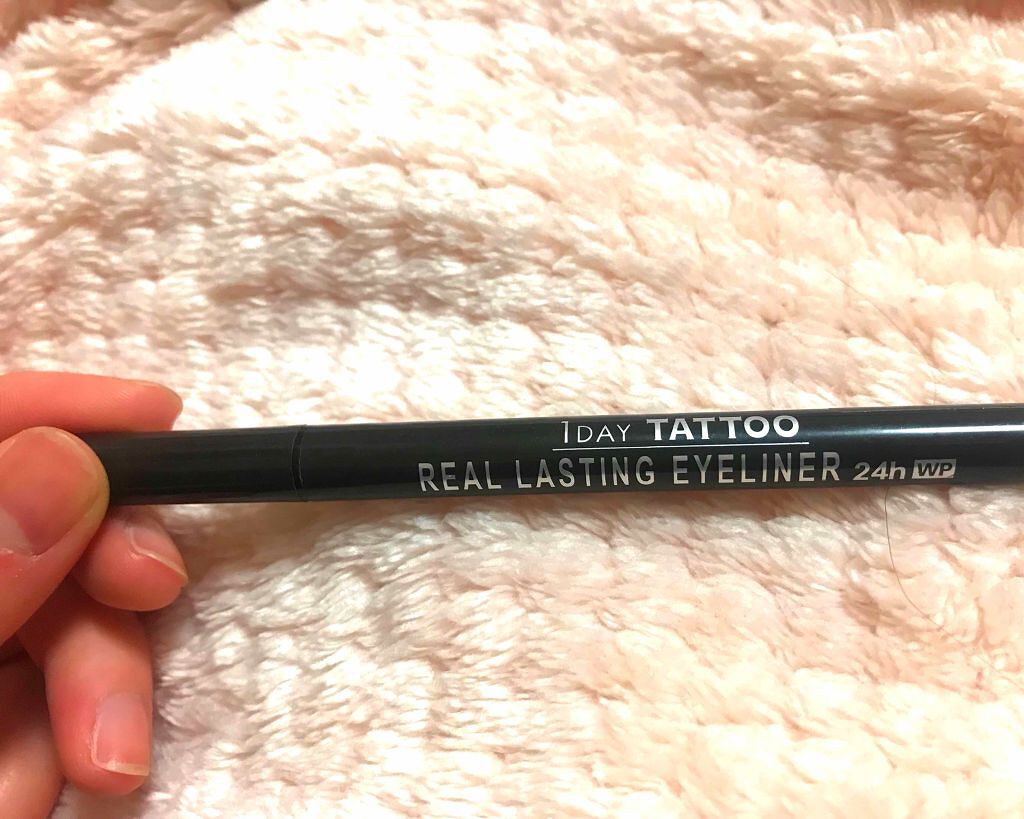 1DAY TATTOO
REAL LASTING EYELINER 24h WP